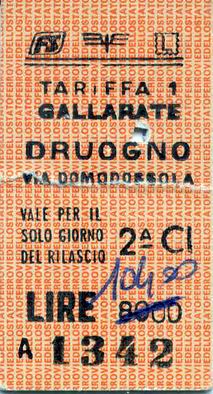 FS L
TARIFFA 1
GALLARATE
DRUOGNO
VIA DOMODOSSOLA
VALE PER IL
SOLO GIORNO
DEL RILASCIO
2ª Cl
10400
LIRE 8000
A 1342